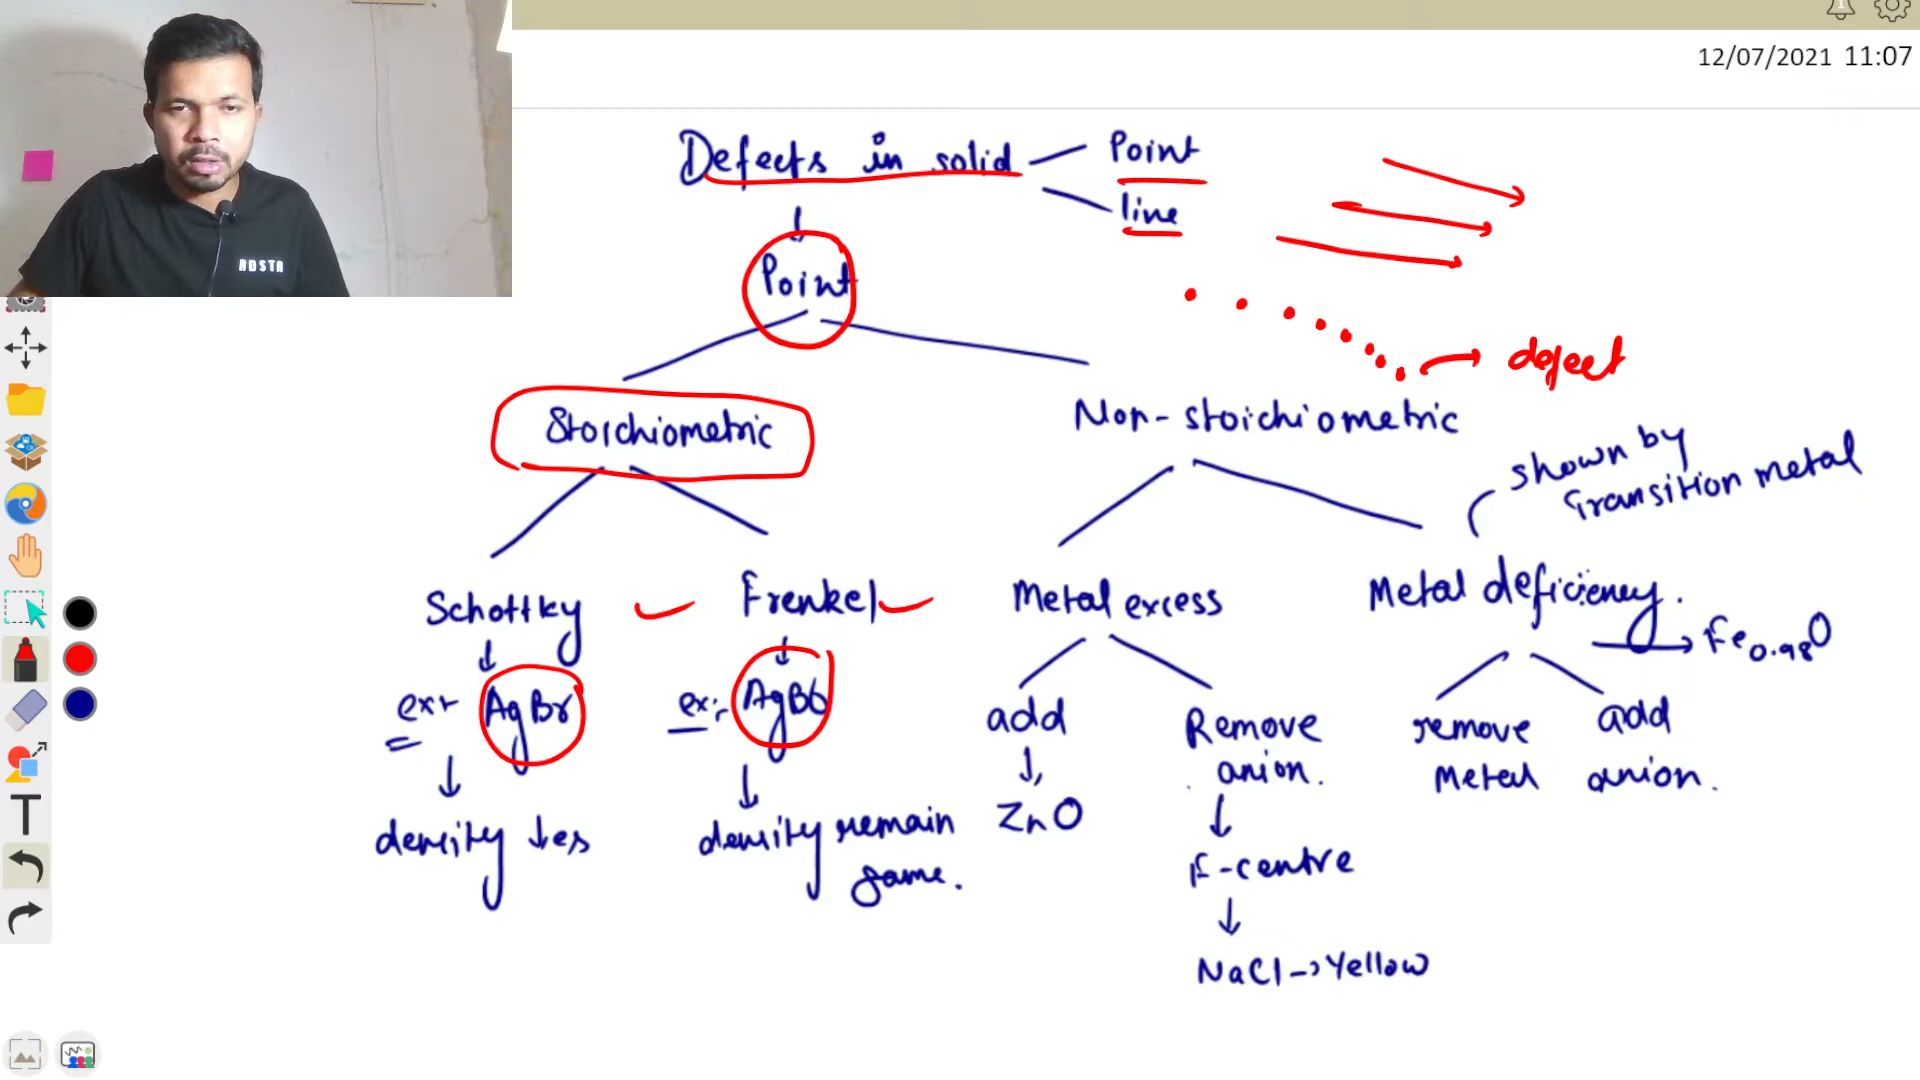 12/07/2021 11:07
RDSTR
Defects in solid
Point
line
Point
defect
Stoichiometric
Non-stoichiometric
shown by
Transition metal
Schottky
Frenkel
Metal excess
Metal deficiency.
Fe0.98O
ex:- AgBr
ex:- AgBr
add
Remove
anion.
remove
Metal
add
anion.
density ↓es
density remain
same.
ZnO
F-centre
NaCl → Yellow
T